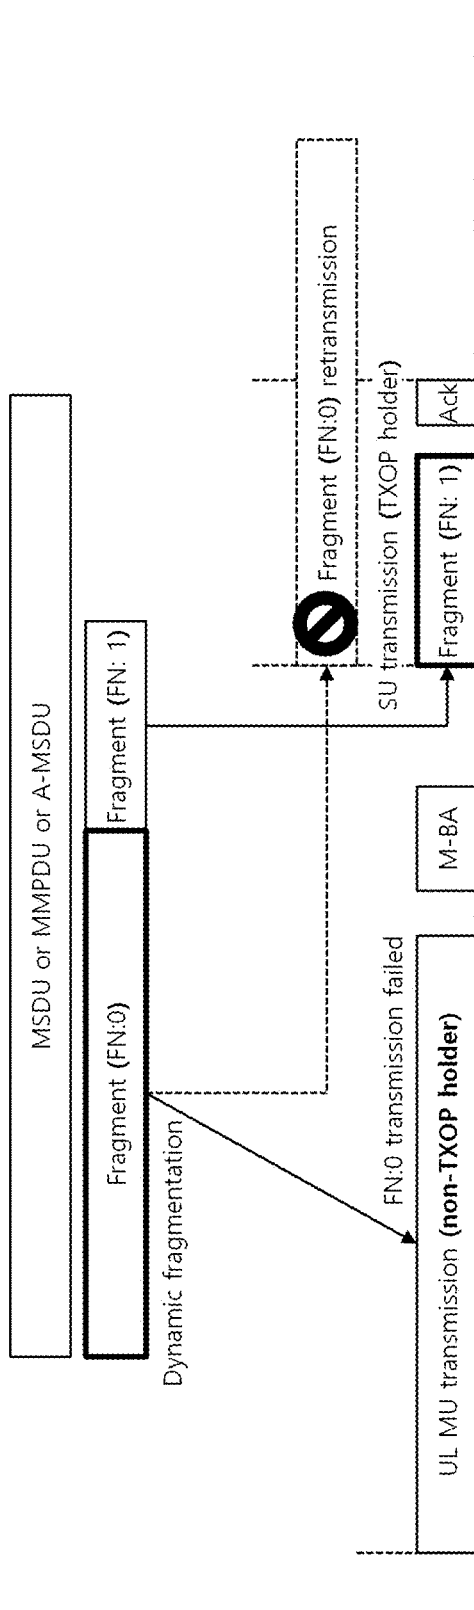 MSDU or MMPDU or A-MSDU
Fragment (FN:0)
Fragment (FN: 1)
Dynamic fragmentation
Fragment (FN:0) retransmission
SU transmission (TXOP holder)
FN:0 transmission failed
UL MU transmission (non-TXOP holder)
M-BA
Fragment (FN: 1)
Ack